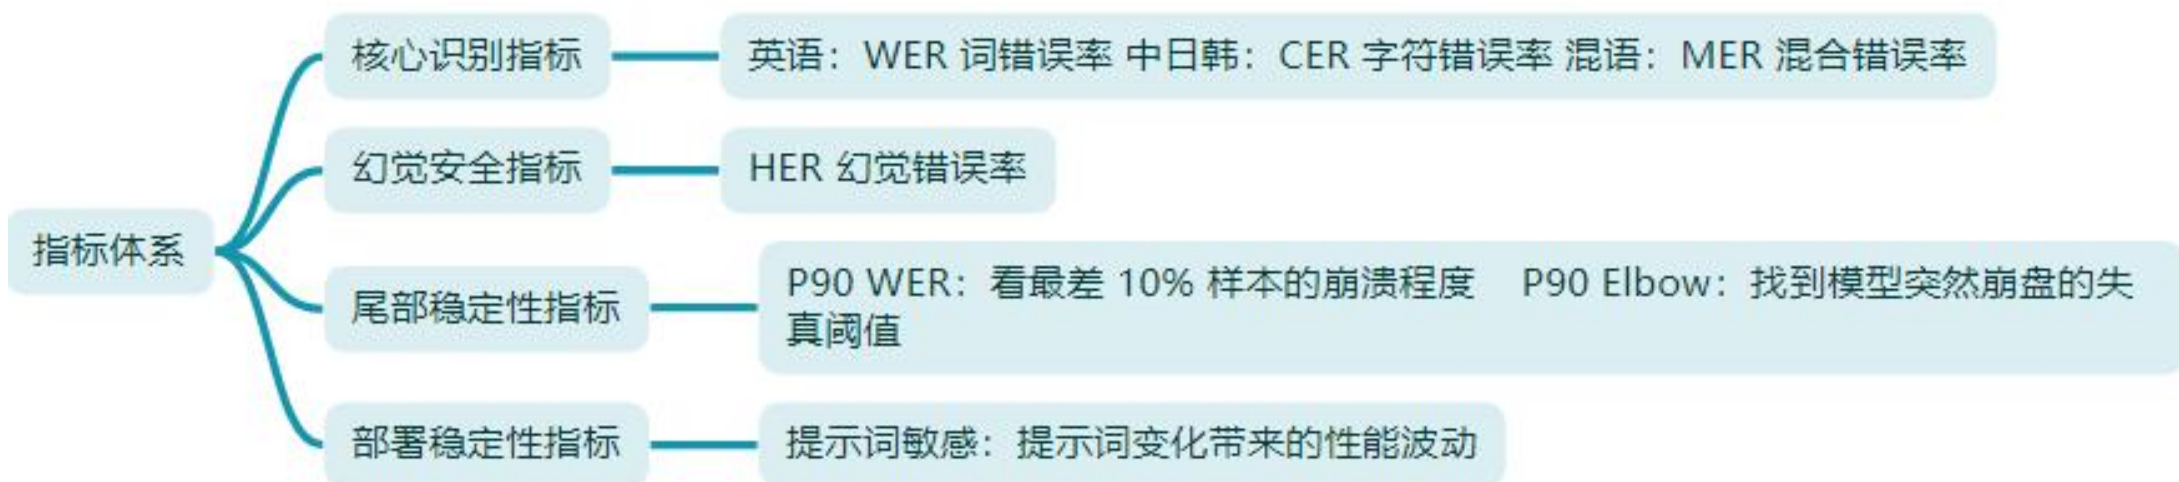 核心识别指标
英语：WER 词错误率 中日韩：CER 字符错误率 混语：MER 混合错误率
幻觉安全指标
HER 幻觉错误率
指标体系
尾部稳定性指标
P90 WER：看最差 10% 样本的崩溃程度 P90 Elbow：找到模型突然崩盘的失
真阈值
部署稳定性指标
提示词敏感：提示词变化带来的性能波动